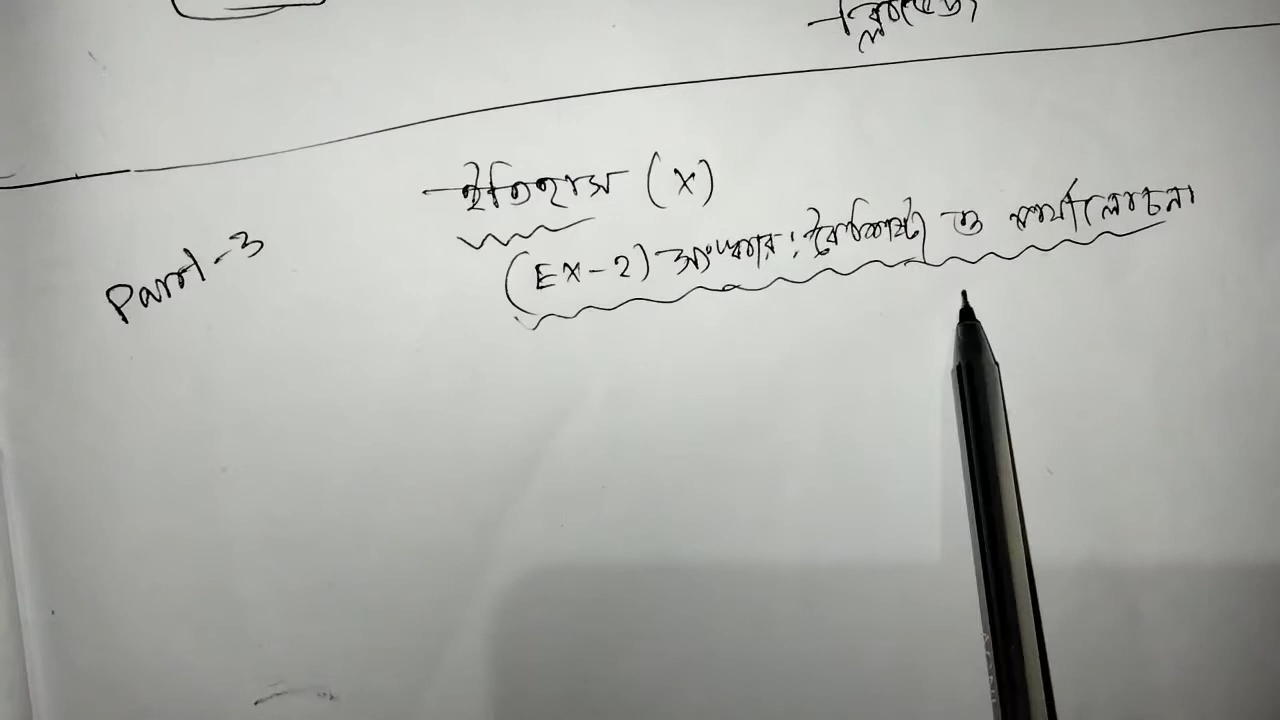 ইতিহাস (X)
Part-3
(Ex-2) সংস্কার: বৈশিষ্ট্য ও পর্যালোচনা